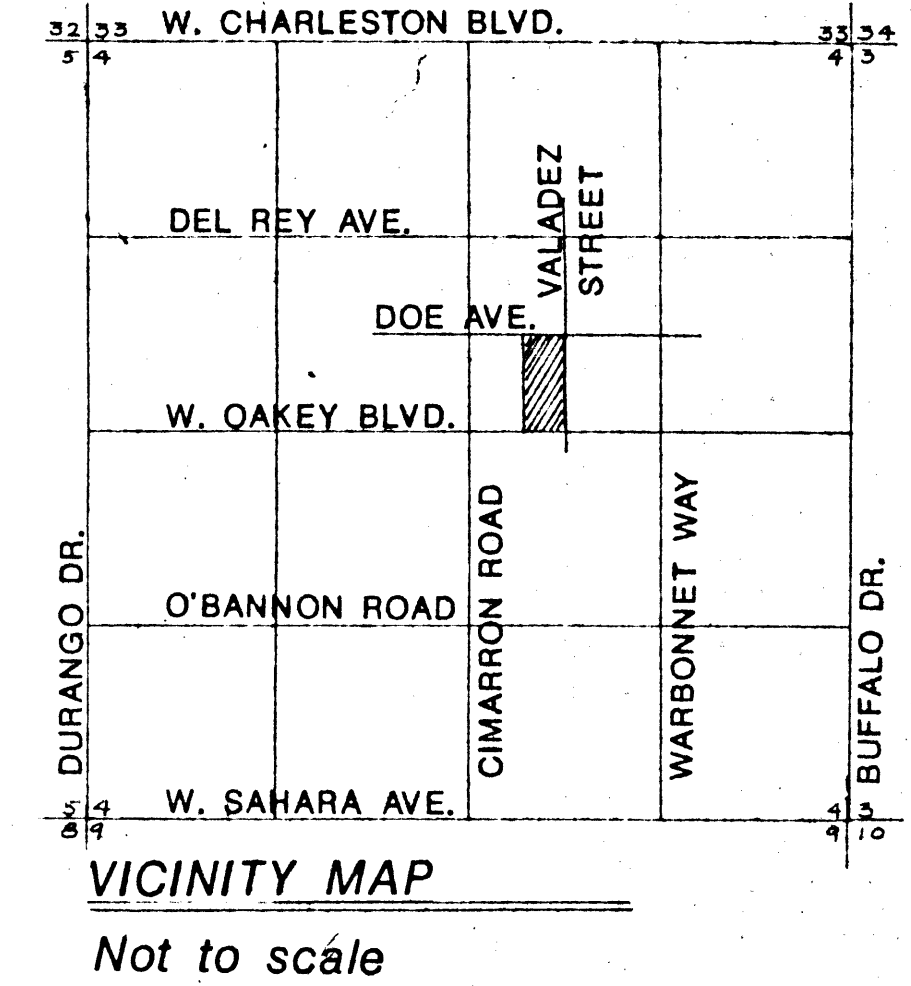 32 33 W. CHARLESTON BLVD. 33 34
5 4 4 3
VALADEZ
STREET
DEL REY AVE.
DOE AVE.
W. OAKEY BLVD.
DURANGO DR.
CIMARRON ROAD
WARBONNET WAY
BUFFALO DR.
O'BANNON ROAD
W. SAHARA AVE.
5 4 4 3
8 9 9 10
VICINITY MAP
Not to scale